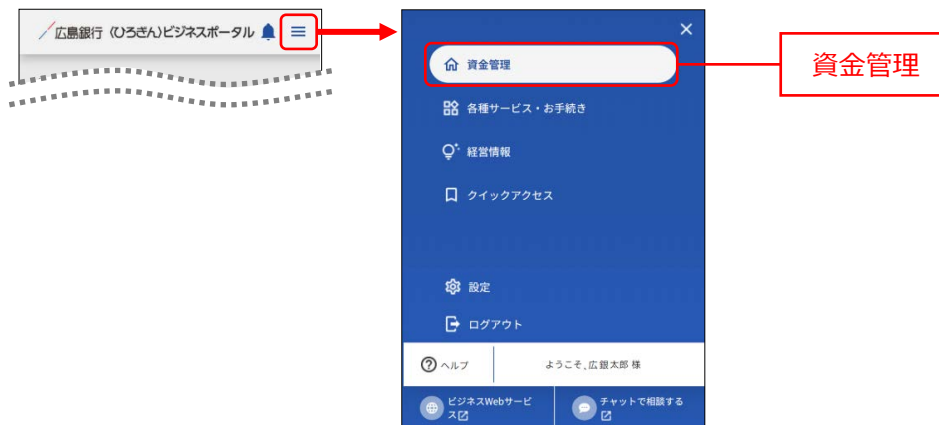 広島銀行 〈ひろぎん〉ビジネスポータル
資金管理
資金管理
各種サービス・お手続き
経営情報
クイックアクセス
設定
ログアウト
ヘルプ
ようこそ、広銀太郎 様
ビジネスWebサービ
ス
チャットで相談する